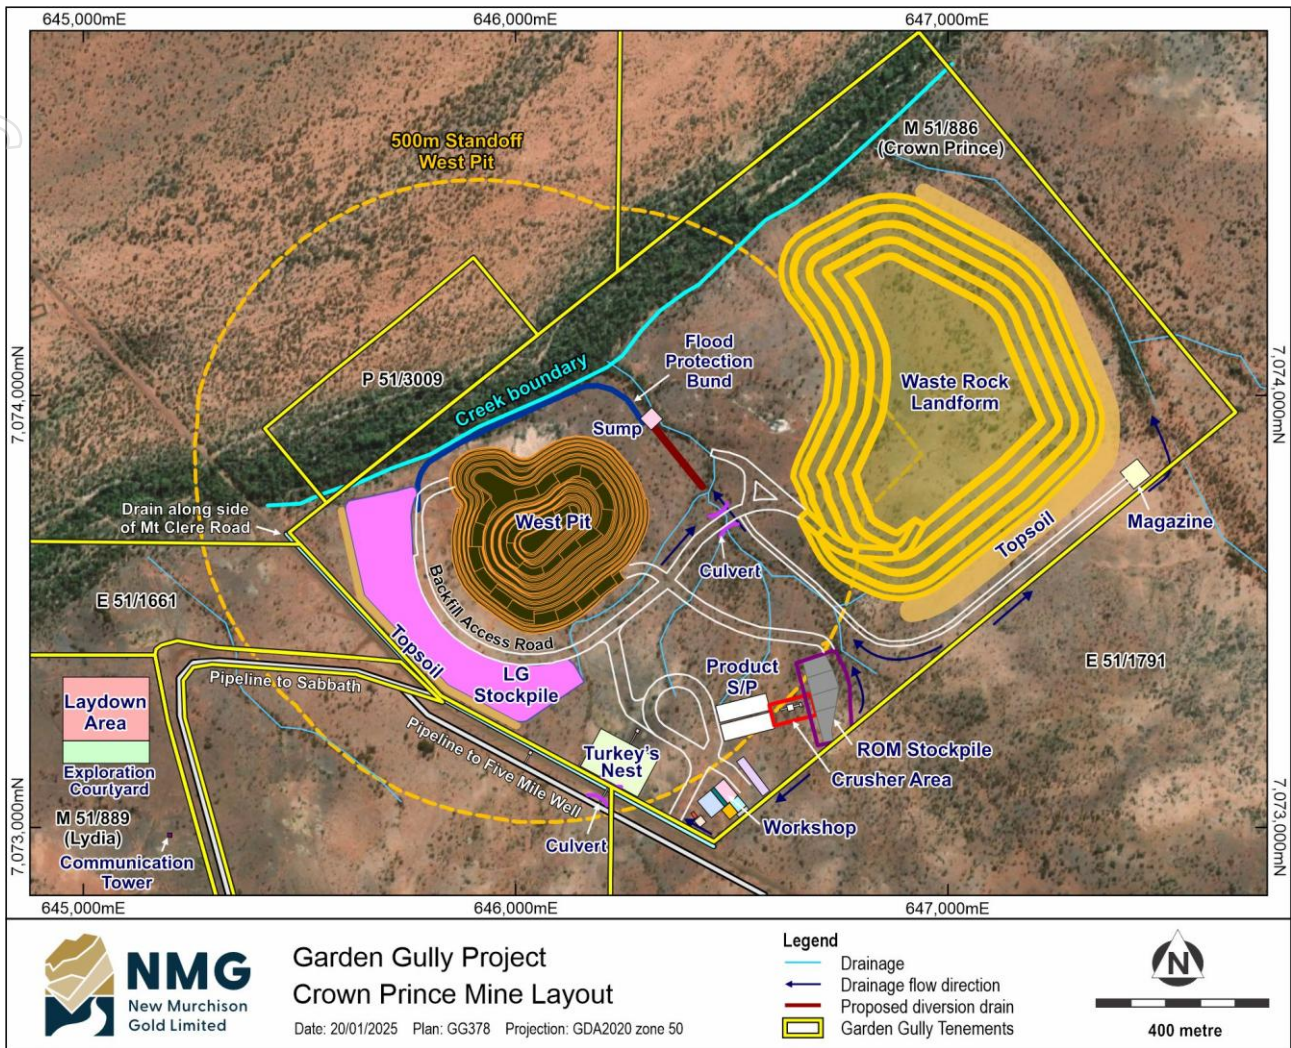 645,000mE
646,000mE
647,000mE
500m Standoff
West Pit
M 51/886
(Crown Prince)
7,074,000mN
7,074,000mN
P 51/3009
Creek boundary
Flood
Protection
Bund
Waste Rock
Landform
Sump
Drain along side
of Mt Clere Road
West Pit
Magazine
Topsoil
Culvert
E 51/1661
Backfill Access Road
Topsoil
LG
Stockpile
Product
S/P
E 51/1791
Pipeline to Sabbath
Laydown
Area
Pipeline to Five Mile Well
Turkey's
Nest
ROM Stockpile
Crusher Area
Exploration
Courtyard
7,073,000mN
7,073,000mN
M 51/889
(Lydia)
Workshop
Culvert
Communication
Tower
645,000mE
646,000mE
647,000mE
NMG
New Murchison
Gold Limited
Garden Gully Project
Crown Prince Mine Layout
Date: 20/01/2025 Plan: GG378 Projection: GDA2020 zone 50
Legend
Drainage
Drainage flow direction
Proposed diversion drain
Garden Gully Tenements
N
400 metre